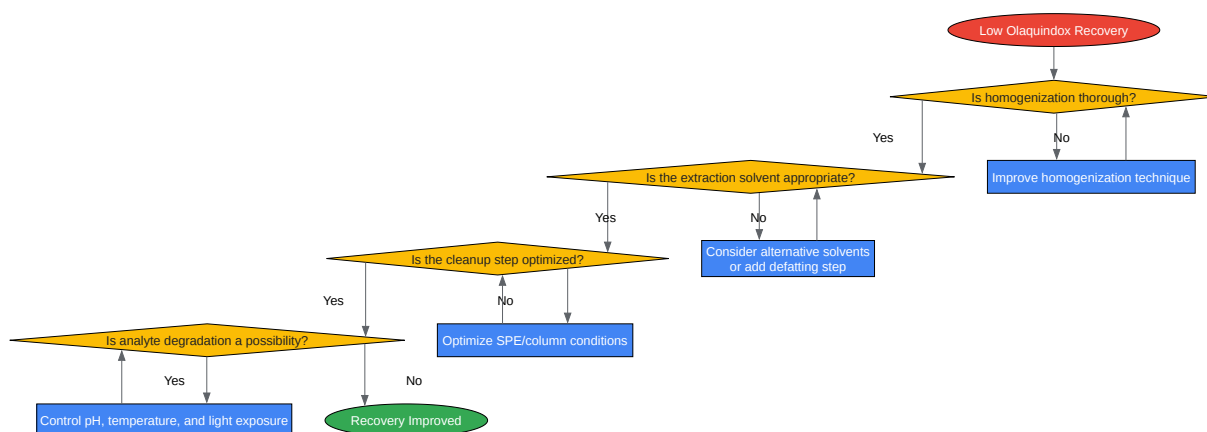 Low Olaquindox Recovery
Is homogenization thorough?
Yes
No
Improve homogenization technique
Is the extraction solvent appropriate?
Yes
No
Consider alternative solvents
or add defatting step
Is the cleanup step optimized?
Yes
No
Optimize SPE/column conditions
Is analyte degradation a possibility?
Yes
No
Control pH, temperature, and light exposure
Recovery Improved